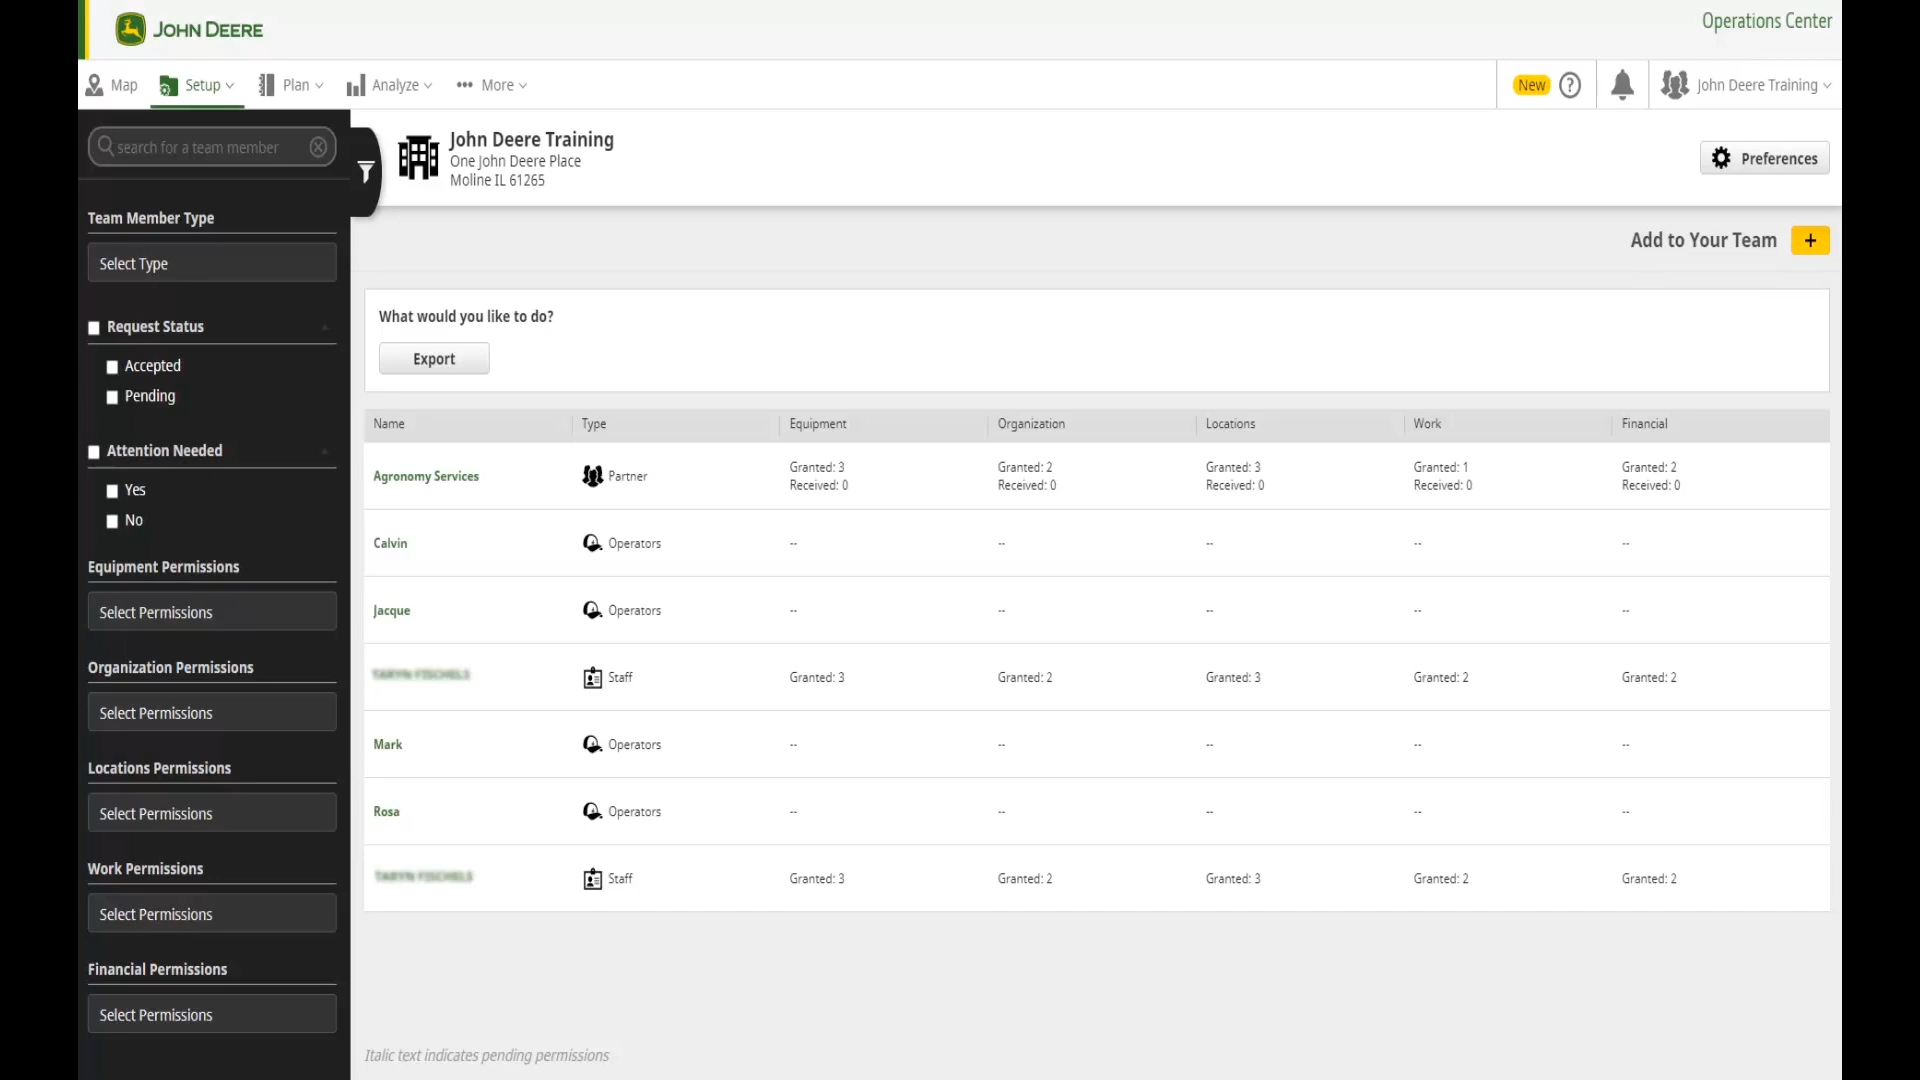 JOHN DEERE
Operations Center
Map
Setup
Plan
Analyze
More
New
?
John Deere Training
search for a team member
John Deere Training
One John Deere Place
Moline IL 61265
Preferences
Add to Your Team +
Team Member Type
Select Type
Request Status
Accepted
Pending
Attention Needed
Yes
No
Equipment Permissions
Select Permissions
Organization Permissions
Select Permissions
Locations Permissions
Select Permissions
Work Permissions
Select Permissions
Financial Permissions
Select Permissions
What would you like to do?
Export
Name Type Equipment Organization Locations Work Financial
Agronomy Services Partner Granted: 3 Granted: 2 Granted: 3 Granted: 1 Granted: 2
Received: 0 Received: 0 Received: 0 Received: 0 Received: 0
Calvin Operators -- -- -- -- --
Jacque Operators -- -- -- -- --
Staff Granted: 3 Granted: 2 Granted: 3 Granted: 2 Granted: 2
Mark Operators -- -- -- -- --
Rosa Operators -- -- -- -- --
Staff Granted: 3 Granted: 2 Granted: 3 Granted: 2 Granted: 2
Italic text indicates pending permissions